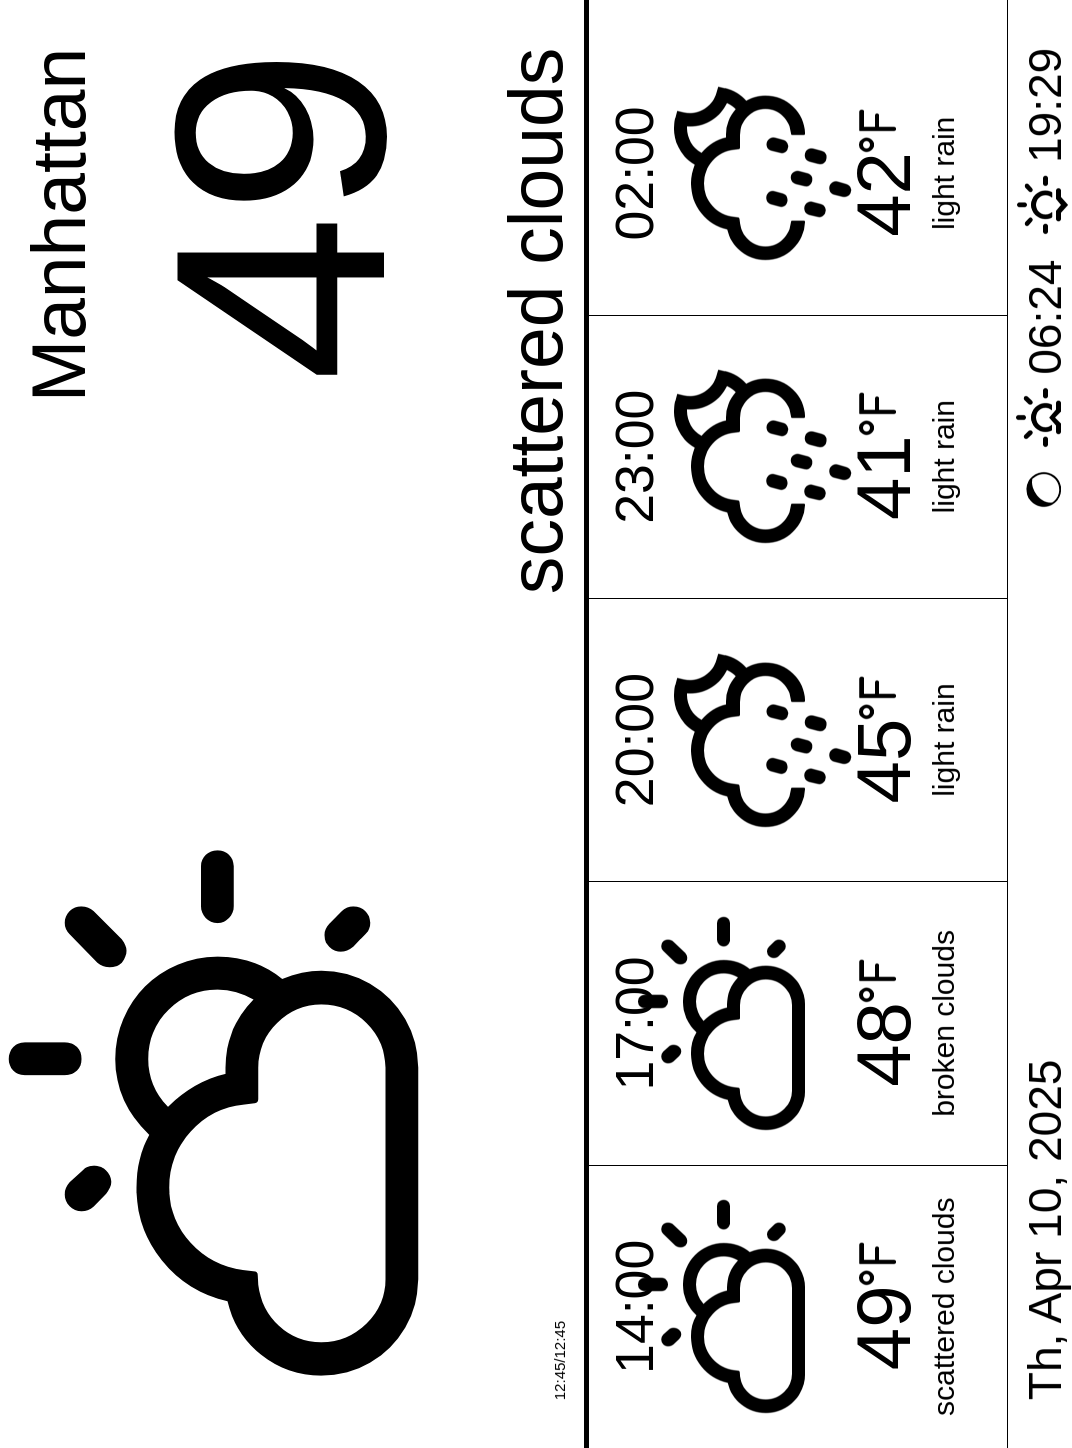 Manhattan
49
scattered clouds
12:45/12:45
14:00 17:00 20:00 23:00 02:00
49°F 48°F 45°F 41°F 42°F
scattered clouds broken clouds light rain light rain light rain
Th, Apr 10, 2025 06:24 19:29